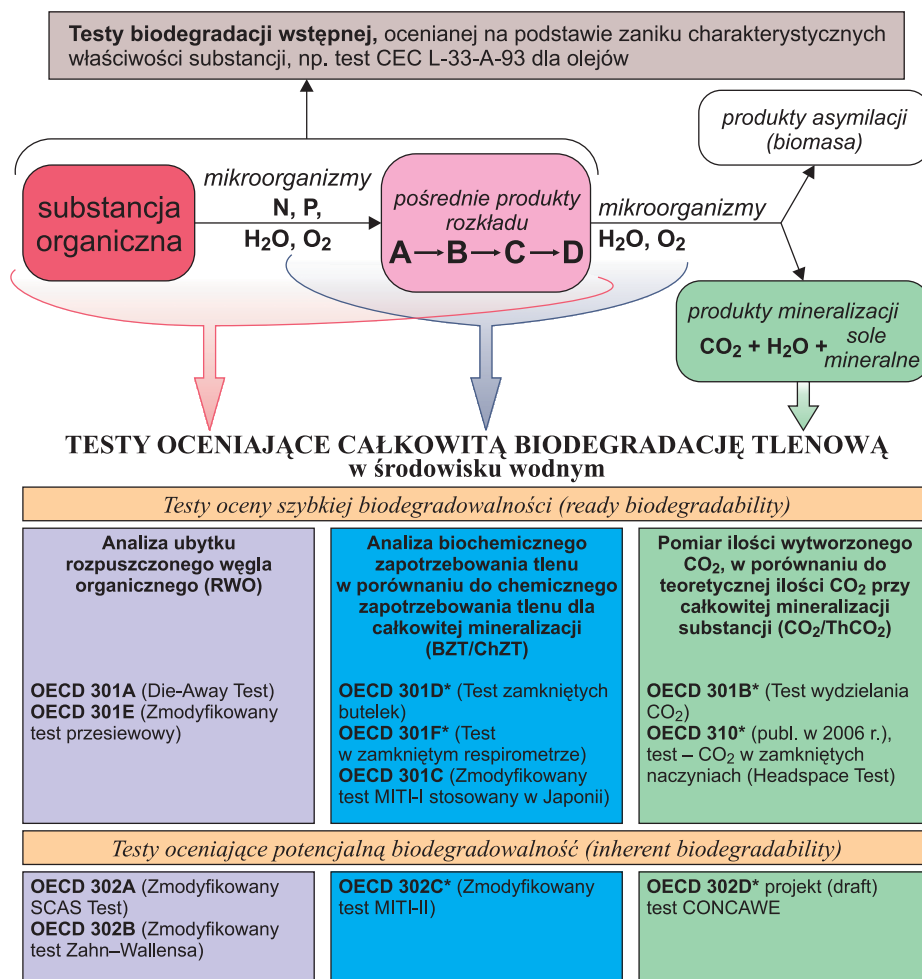 Testy biodegradacji wstępnej, ocenianej na podstawie zaniku charakterystycznych
właściwości substancji, np. test CEC L-33-A-93 dla olejów
produkty asymilacji
(biomasa)
substancja
organiczna
mikroorganizmy
N, P,
H₂O, O₂
pośrednie produkty
rozkładu
A→B→C→D
mikroorganizmy
H₂O, O₂
produkty mineralizacji
CO₂ + H₂O + sole
mineralne
TESTY OCENIAJĄCE CAŁKOWITĄ BIODEGRADACJĘ TLENOWĄ
w środowisku wodnym
Testy oceny szybkiej biodegradowalności (ready biodegradability)
Analiza ubytku
rozpuszczonego węgla
organicznego (RWO)
OECD 301A (Die-Away Test)
OECD 301E (Zmodyfikowany
test przesiewowy)
Analiza biochemicznego
zapotrzebowania tlenu
w porównaniu do chemicznego
zapotrzebowania tlenu dla
całkowitej mineralizacji
(BZT/ChZT)
OECD 301D* (Test zamkniętych
butelek)
OECD 301F* (Test
w zamkniętym respirometrze)
OECD 301C (Zmodyfikowany
test MITI-I stosowany w Japonii)
Pomiar ilości wytworzonego
CO₂, w porównaniu do
teoretycznej ilości CO₂ przy
całkowitej mineralizacji
substancji (CO₂/ThCO₂)
OECD 301B* (Test wydzielania
CO₂)
OECD 310* (publ. w 2006 r.),
test – CO₂ w zamkniętych
naczyniach (Headspace Test)
Testy oceniające potencjalną biodegradowalność (inherent biodegradability)
OECD 302A (Zmodyfikowany
SCAS Test)
OECD 302B (Zmodyfikowany
test Zahn–Wallensa)
OECD 302C* (Zmodyfikowany
test MITI-II)
OECD 302D* projekt (draft)
test CONCAWE